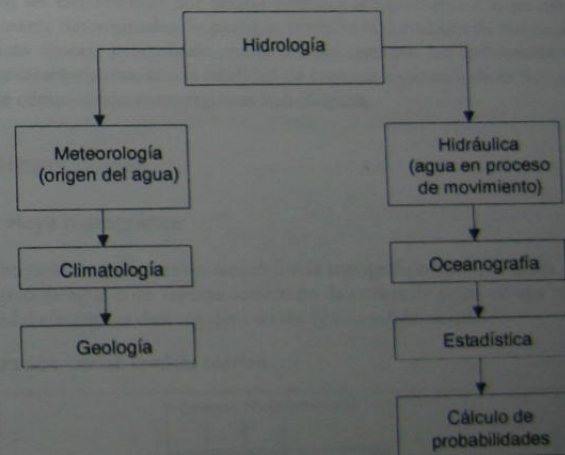 Hidrología
Meteorología
(origen del agua)
Hidráulica
(agua en proceso
de movimiento)
Climatología
Oceanografía
Geología
Estadística
Cálculo de
probabilidades